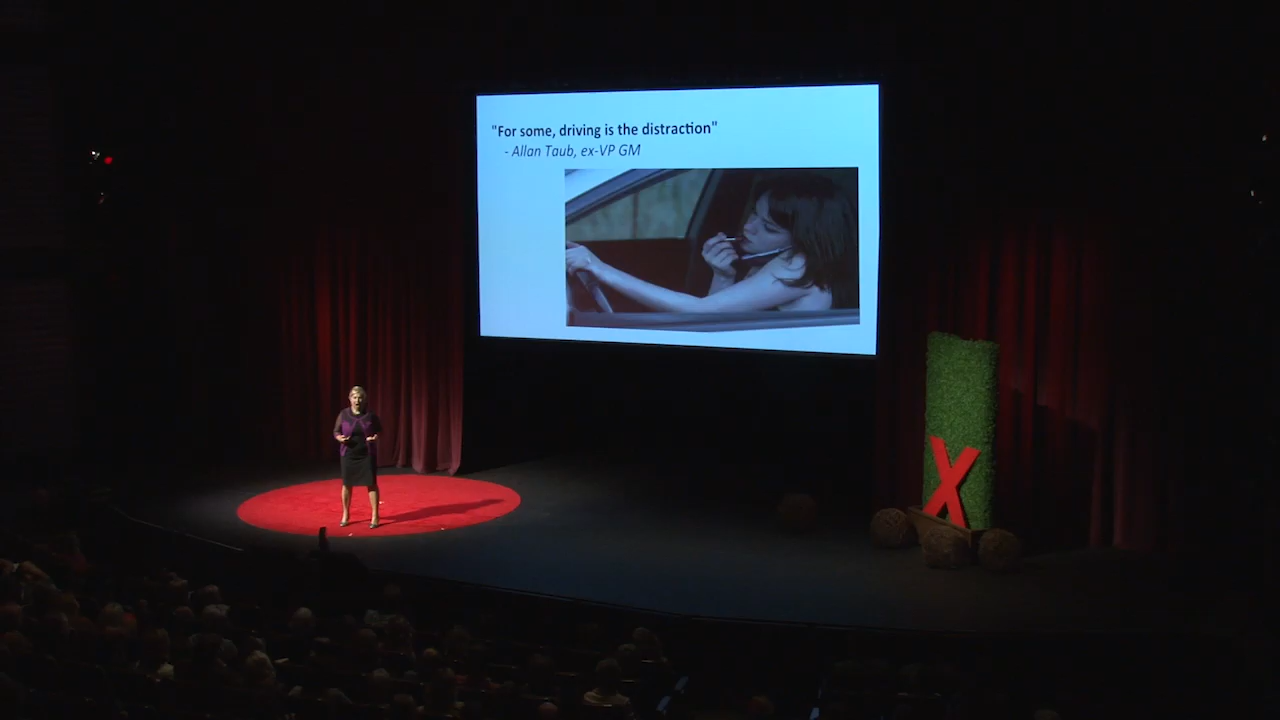 "For some, driving is the distraction"
- Allan Taub, ex-VP GM
X